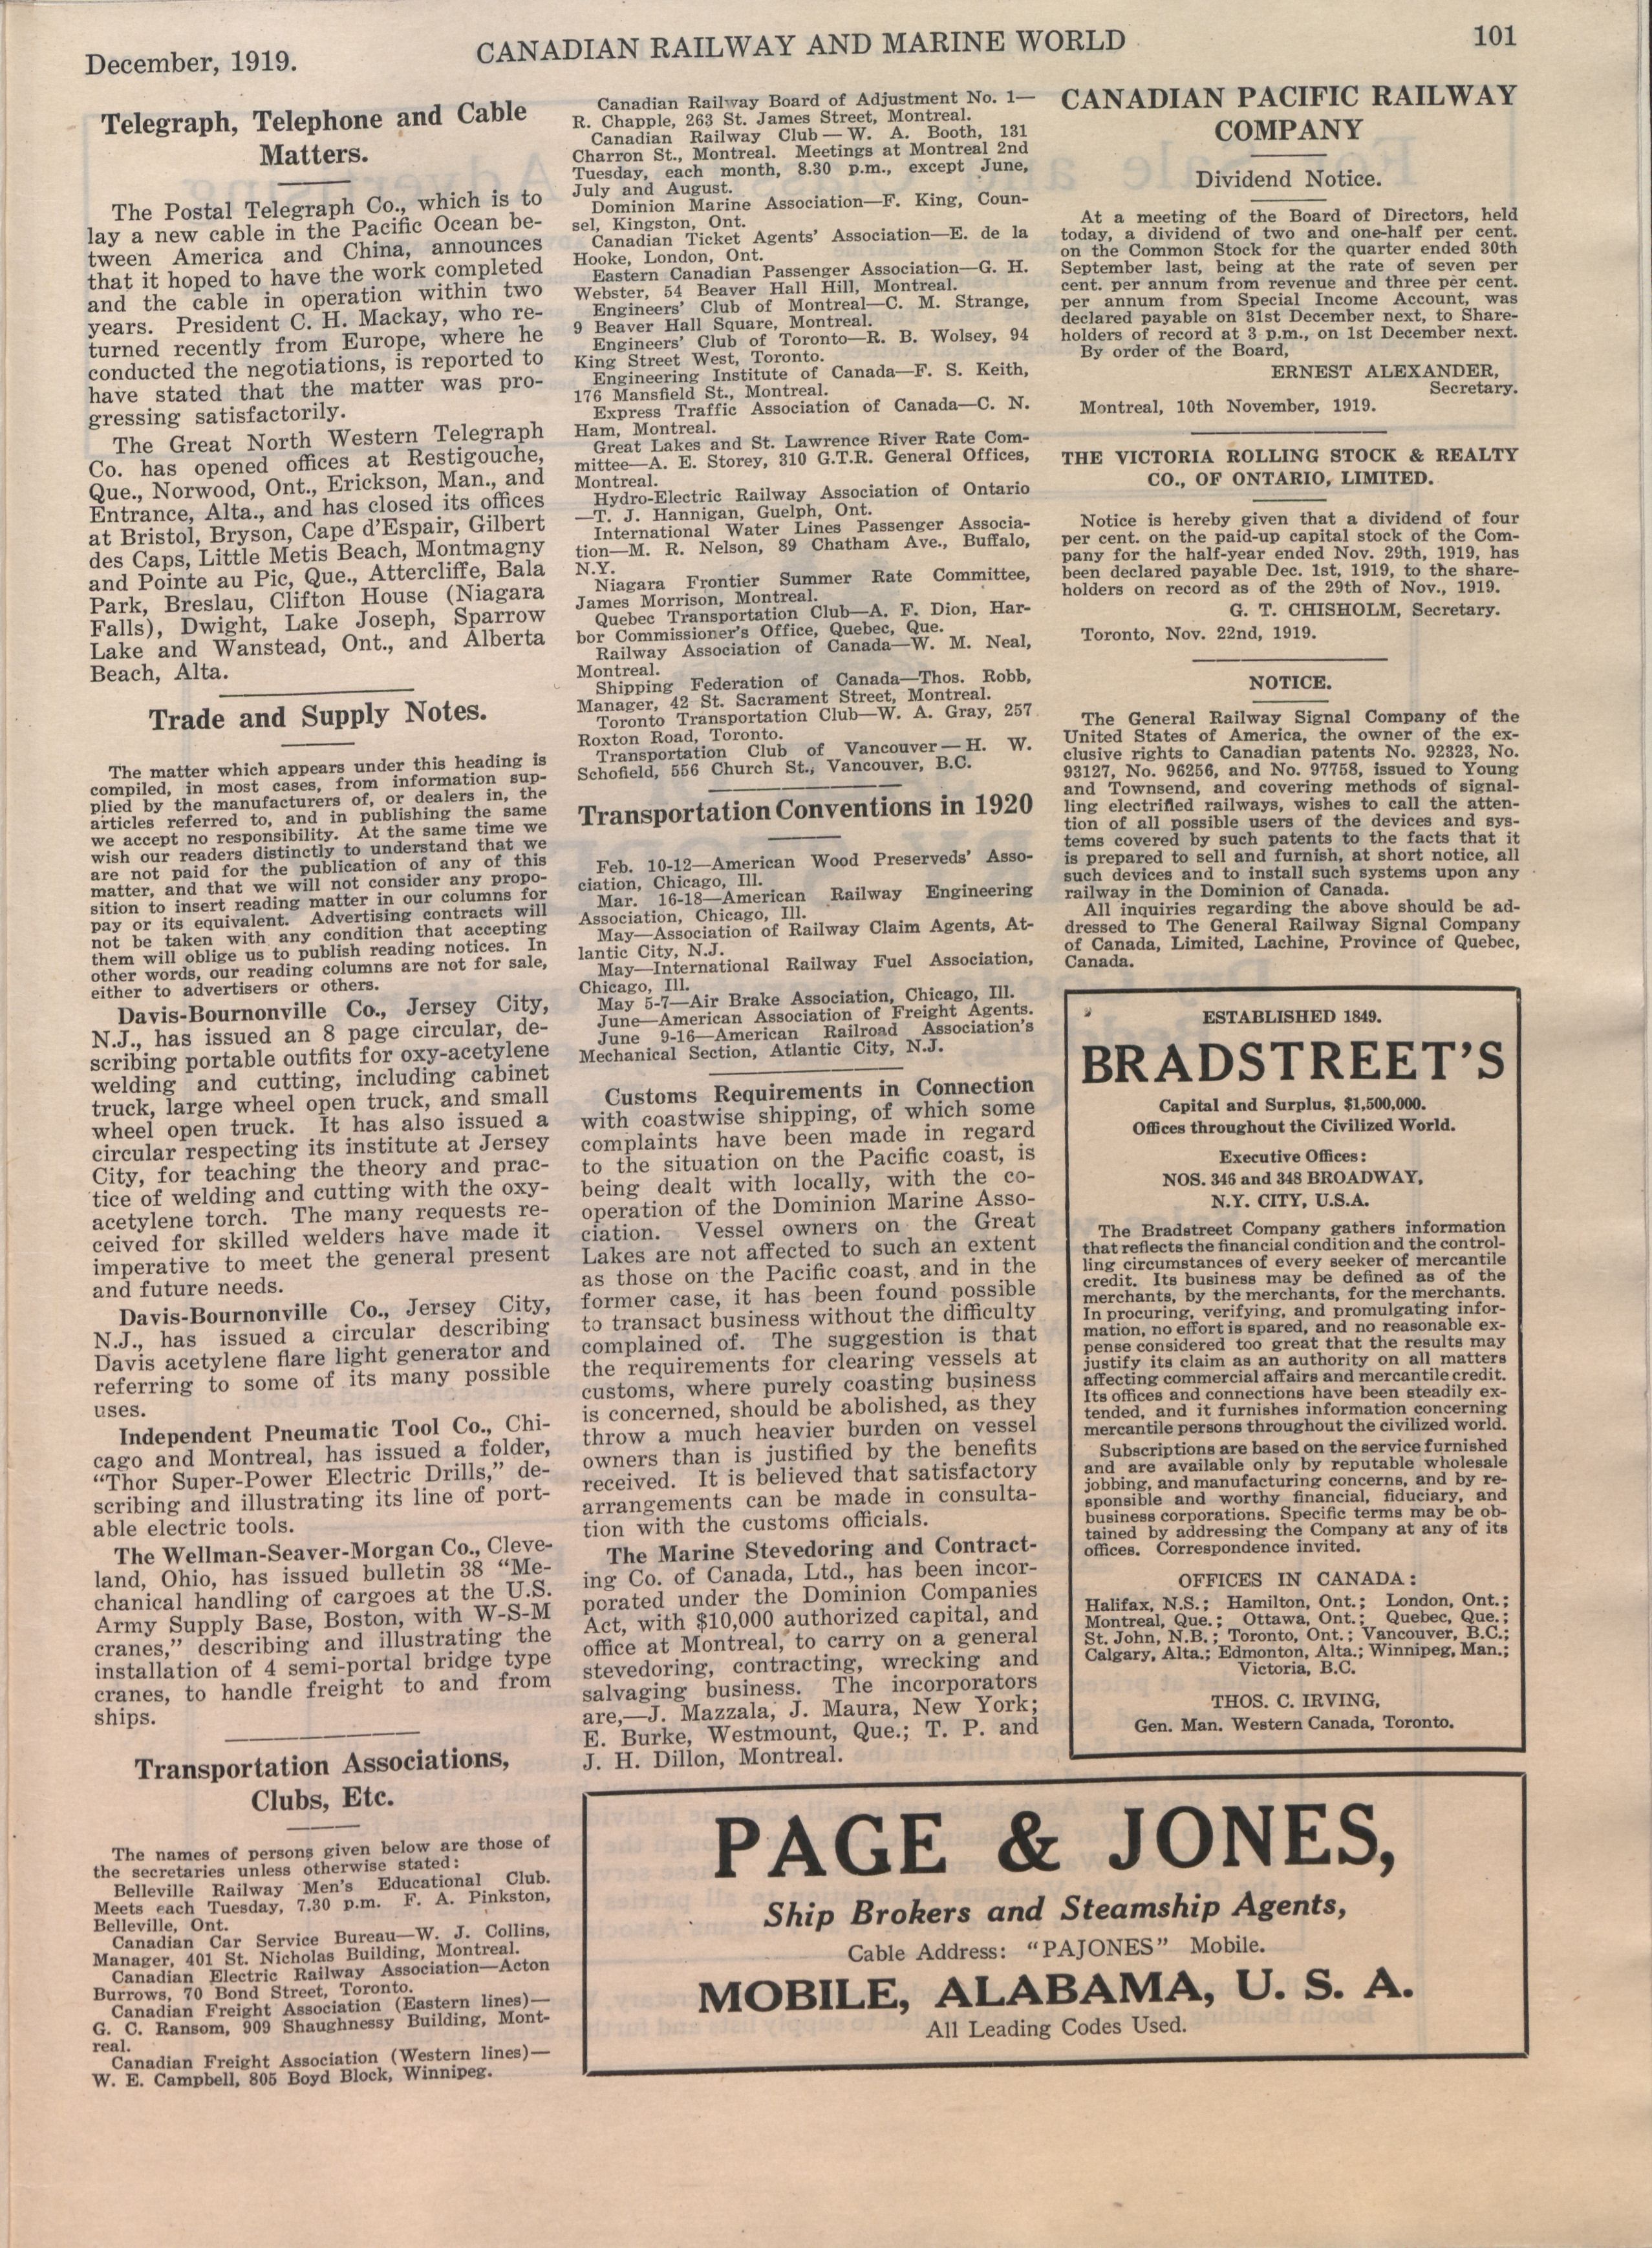 December, 1919.
CANADIAN RAILWAY AND MARINE WORLD
101
Telegraph, Telephone and Cable
Matters.
The Postal Telegraph Co., which is to
lay a new cable in the Pacific Ocean be-
tween America and China, announces
that it hoped to have the work completed
and the cable in operation within two
years. President C. H. Mackay, who re-
turned recently from Europe, where he
conducted the negotiations, is reported to
have stated that the matter was pro-
gressing satisfactorily.
The Great North Western Telegraph
Co. has opened offices at Restigouche,
Que., Norwood, Ont., Erickson, Man., and
Entrance, Alta., and has closed its offices
at Bristol, Bryson, Cape d'Espair, Gilbert
des Caps, Little Metis Beach, Montmagny
and Pointe au Pic, Que., Attercliffe, Bala
Park, Breslau, Clifton House (Niagara
Falls), Dwight, Lake Joseph, Sparrow
Lake and Wanstead, Ont., and Alberta
Beach, Alta.
Trade and Supply Notes.
The matter which appears under this heading is
compiled, in most cases, from information sup-
plied by the manufacturers of, or dealers in, the
articles referred to, and in publishing the same
we accept no responsibility. At the same time we
wish our readers distinctly to understand that we
are not paid for the publication of any of this
matter, and that we will not consider any propo-
sition to insert reading matter in our columns for
pay or its equivalent. Advertising contracts will
not be taken with any condition that accepting
them will oblige us to publish reading notices. In
other words, our reading columns are not for sale,
either to advertisers or others.
Davis-Bournonville Co., Jersey City,
N.J., has issued an 8 page circular, de-
scribing portable outfits for oxy-acetylene
welding and cutting, including cabinet
truck, large wheel open truck, and small
wheel open truck. It has also issued a
circular respecting its institute at Jersey
City, for teaching the theory and prac-
tice of welding and cutting with the oxy-
acetylene torch. The many requests re-
ceived for skilled welders have made it
imperative to meet the general present
and future needs.
Davis-Bournonville Co., Jersey City,
N.J., has issued a circular describing
Davis acetylene flare light generator and
referring to some of its many possible
uses.
Independent Pneumatic Tool Co., Chi-
cago and Montreal, has issued a folder,
"Thor Super-Power Electric Drills," de-
scribing and illustrating its line of port-
able electric tools.
The Wellman-Seaver-Morgan Co., Cleve-
land, Ohio, has issued bulletin 38 "Me-
chanical handling of cargoes at the U.S.
Army Supply Base, Boston, with W-S-M
cranes," describing and illustrating the
installation of 4 semi-portal bridge type
cranes, to handle freight to and from
ships.
Transportation Associations,
Clubs, Etc.
The names of persons given below are those of
the secretaries unless otherwise stated:
Belleville Railway Men's Educational Club.
Meets each Tuesday, 7.30 p.m. F. A. Pinkston,
Belleville, Ont.
Canadian Car Service Bureau—W. J. Collins,
Manager, 401 St. Nicholas Building, Montreal.
Canadian Electric Railway Association—Acton
Burrows, 70 Bond Street, Toronto.
Canadian Freight Association (Eastern lines)—
G. C. Ransom, 909 Shaughnessy Building, Mont-
real.
Canadian Freight Association (Western lines)—
W. E. Campbell, 805 Boyd Block, Winnipeg.
Canadian Railway Board of Adjustment No. 1—
R. Chapple, 263 St. James Street, Montreal.
Canadian Railway Club—W. A. Booth, 131
Charron St., Montreal. Meetings at Montreal 2nd
Tuesday, each month, 8.30 p.m., except June,
July and August.
Dominion Marine Association—F. King, Coun-
sel, Kingston, Ont.
Canadian Ticket Agents' Association—E. de la
Hooke, London, Ont.
Eastern Canadian Passenger Association—G. H.
Webster, 54 Beaver Hall Hill, Montreal.
Engineers' Club of Montreal—C. M. Strange,
9 Beaver Hall Square, Montreal.
Engineers' Club of Toronto—R. B. Wolsey, 94
King Street West, Toronto.
Engineering Institute of Canada—F. S. Keith,
176 Mansfield St., Montreal.
Express Traffic Association of Canada—C. N.
Ham, Montreal.
Great Lakes and St. Lawrence River Rate Com-
mittee—A. E. Storey, 310 G.T.R. General Offices,
Montreal.
Hydro-Electric Railway Association of Ontario
—T. J. Hannigan, Guelph, Ont.
International Water Lines Passenger Associa-
tion—M. R. Nelson, 89 Chatham Ave., Buffalo,
N.Y.
Niagara Frontier Summer Rate Committee,
James Morrison, Montreal.
Quebec Transportation Club—A. F. Dion, Har-
bor Commissioner's Office, Quebec, Que.
Railway Association of Canada—W. M. Neal,
Montreal.
Shipping Federation of Canada—Thos. Robb,
Manager, 42 St. Sacrament Street, Montreal.
Toronto Transportation Club—W. A. Gray, 257
Roxton Road, Toronto.
Transportation Club of Vancouver—H. W.
Schofield, 556 Church St., Vancouver, B.C.
Transportation Conventions in 1920
Feb. 10-12—American Wood Preserveds' Asso-
ciation, Chicago, Ill.
Mar. 16-18—American Railway Engineering
Association, Chicago, Ill.
May—Association of Railway Claim Agents, At-
lantic City, N.J.
May—International Railway Fuel Association,
Chicago, Ill.
May 5-7—Air Brake Association, Chicago, Ill.
June—American Association of Freight Agents.
June 9-16—American Railroad Association's
Mechanical Section, Atlantic City, N.J.
Customs Requirements in Connection
with coastwise shipping, of which some
complaints have been made in regard
to the situation on the Pacific coast, is
being dealt with locally, with the co-
operation of the Dominion Marine Asso-
ciation. Vessel owners on the Great
Lakes are not affected to such an extent
as those on the Pacific coast, and in the
former case, it has been found possible
to transact business without the difficulty
complained of. The suggestion is that
the requirements for clearing vessels at
customs, where purely coasting business
is concerned, should be abolished, as they
throw a much heavier burden on vessel
owners than is justified by the benefits
received. It is believed that satisfactory
arrangements can be made in consulta-
tion with the customs officials.
The Marine Stevedoring and Contract-
ing Co. of Canada, Ltd., has been incor-
porated under the Dominion Companies
Act, with $10,000 authorized capital, and
office at Montreal, to carry on a general
stevedoring, contracting, wrecking and
salvaging business. The incorporators
are,—J. Mazzala, J. Maura, New York;
E. Burke, Westmount, Que.; T. P. and
J. H. Dillon, Montreal.
CANADIAN PACIFIC RAILWAY
COMPANY
Dividend Notice.
At a meeting of the Board of Directors, held
today, a dividend of two and one-half per cent.
on the Common Stock for the quarter ended 30th
September last, being at the rate of seven per
cent. per annum from revenue and three per cent.
per annum from Special Income Account, was
declared payable on 31st December next, to Share-
holders of record at 3 p.m., on 1st December next.
By order of the Board,
ERNEST ALEXANDER,
Secretary.
Montreal, 10th November, 1919.
THE VICTORIA ROLLING STOCK & REALTY
CO., OF ONTARIO, LIMITED.
Notice is hereby given that a dividend of four
per cent. on the paid-up capital stock of the Com-
pany for the half-year ended Nov. 29th, 1919, has
been declared payable Dec. 1st, 1919, to the share-
holders on record as of the 29th of Nov., 1919.
G. T. CHISHOLM, Secretary.
Toronto, Nov. 22nd, 1919.
NOTICE.
The General Railway Signal Company of the
United States of America, the owner of the ex-
clusive rights to Canadian patents No. 92323, No.
93127, No. 96256, and No. 97758, issued to Young
and Townsend, and covering methods of signal-
ling electrified railways, wishes to call the atten-
tion of all possible users of the devices and sys-
tems covered by such patents to the facts that it
is prepared to sell and furnish, at short notice, all
such devices and to install such systems upon any
railway in the Dominion of Canada.
All inquiries regarding the above should be ad-
dressed to The General Railway Signal Company
of Canada, Limited, Lachine, Province of Quebec,
Canada.
ESTABLISHED 1849.
BRADSTREET'S
Capital and Surplus, $1,500,000.
Offices throughout the Civilized World.
Executive Offices:
NOS. 346 and 348 BROADWAY,
N.Y. CITY, U.S.A.
The Bradstreet Company gathers information
that reflects the financial condition and the control-
ling circumstances of every seeker of mercantile
credit. Its business may be defined as of the
merchants, by the merchants, for the merchants.
In procuring, verifying, and promulgating infor-
mation, no effort is spared, and no reasonable ex-
pense considered too great that the results may
justify its claim as an authority on all matters
affecting commercial affairs and mercantile credit.
Its offices and connections have been steadily ex-
tended, and it furnishes information concerning
mercantile persons throughout the civilized world.
Subscriptions are based on the service furnished
and are available only by reputable wholesale
jobbing, and manufacturing concerns, and by re-
sponsible and worthy financial, fiduciary, and
business corporations. Specific terms may be ob-
tained by addressing the Company at any of its
offices. Correspondence invited.
OFFICES IN CANADA:
Halifax, N.S.; Hamilton, Ont.; London, Ont.;
Montreal, Que.; Ottawa, Ont.; Quebec, Que.;
St. John, N.B.; Toronto, Ont.; Vancouver, B.C.;
Calgary, Alta.; Edmonton, Alta.; Winnipeg, Man.;
Victoria, B.C.
THOS. C. IRVING,
Gen. Man. Western Canada, Toronto.
PAGE & JONES,
Ship Brokers and Steamship Agents,
Cable Address: "PAJONES" Mobile.
MOBILE, ALABAMA, U. S. A.
All Leading Codes Used.